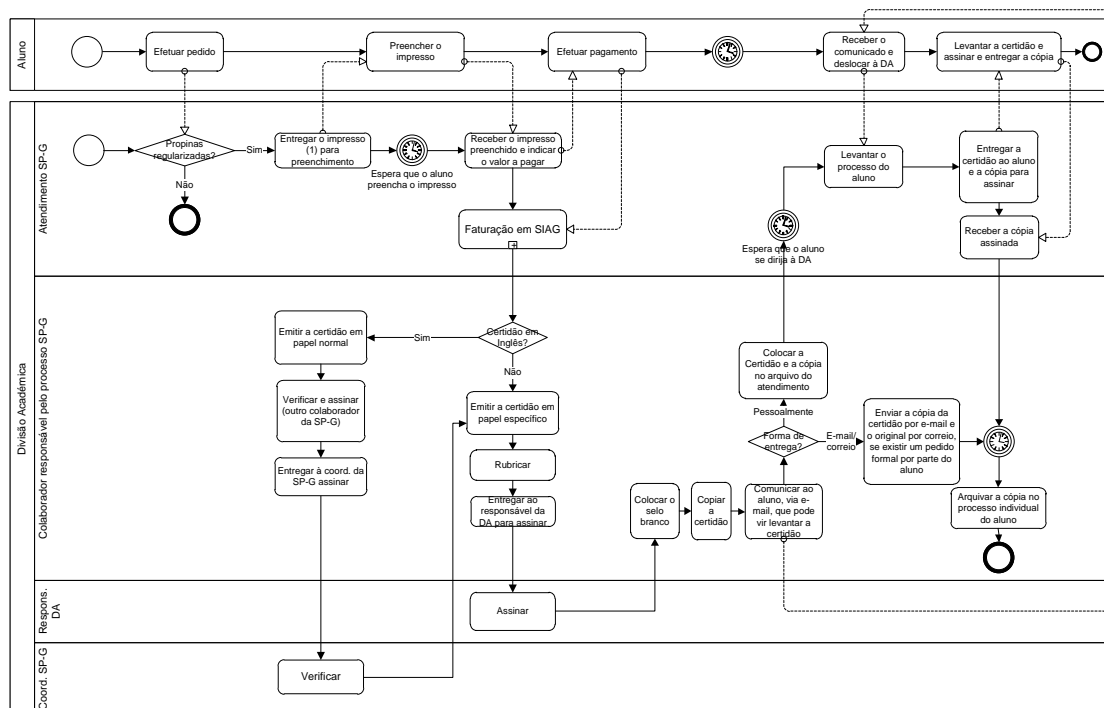 Aluno
Efetuar pedido
Preencher o
impresso
Efetuar pagamento
Receber o
comunicado e
deslocar à DA
Levantar a certidão e
assinar e entregar a cópia
Divisão Académica
Atendimento SP-G
Propinas
regularizadas?
Sim
Não
Entregar o impresso
(1) para
preenchimento
Espera que o aluno
preencha o impresso
Receber o impresso
preenchido e indicar
o valor a pagar
Faturação em SIAG
Levantar o
processo do
aluno
Entregar a
certidão ao aluno
e a cópia para
assinar
Espera que o aluno
se dirija à DA
Receber a cópia
assinada
Colaborador responsável pelo processo SP-G
Emitir a certidão em
papel normal
Sim
Certidão em
Inglês?
Não
Verificar e assinar
(outro colaborador
da SP-G)
Emitir a certidão em
papel específico
Entregar à coord. da
SP-G assinar
Rubricar
Entregar ao
responsável da
DA para assinar
Colocar a
Certidão e a cópia
no arquivo do
atendimento
Pessoalmente
Forma de
entrega?
E-mail/
correio
Enviar a cópia da
certidão por e-mail e
o original por correio,
se existir um pedido
formal por parte do
aluno
Colocar o
selo
branco
Copiar
a
certidão
Comunicar ao
aluno, via e-
mail, que pode
vir levantar a
certidão
Arquivar a cópia no
processo individual
do aluno
Respons.
DA
Assinar
Coord. SP-G
Verificar